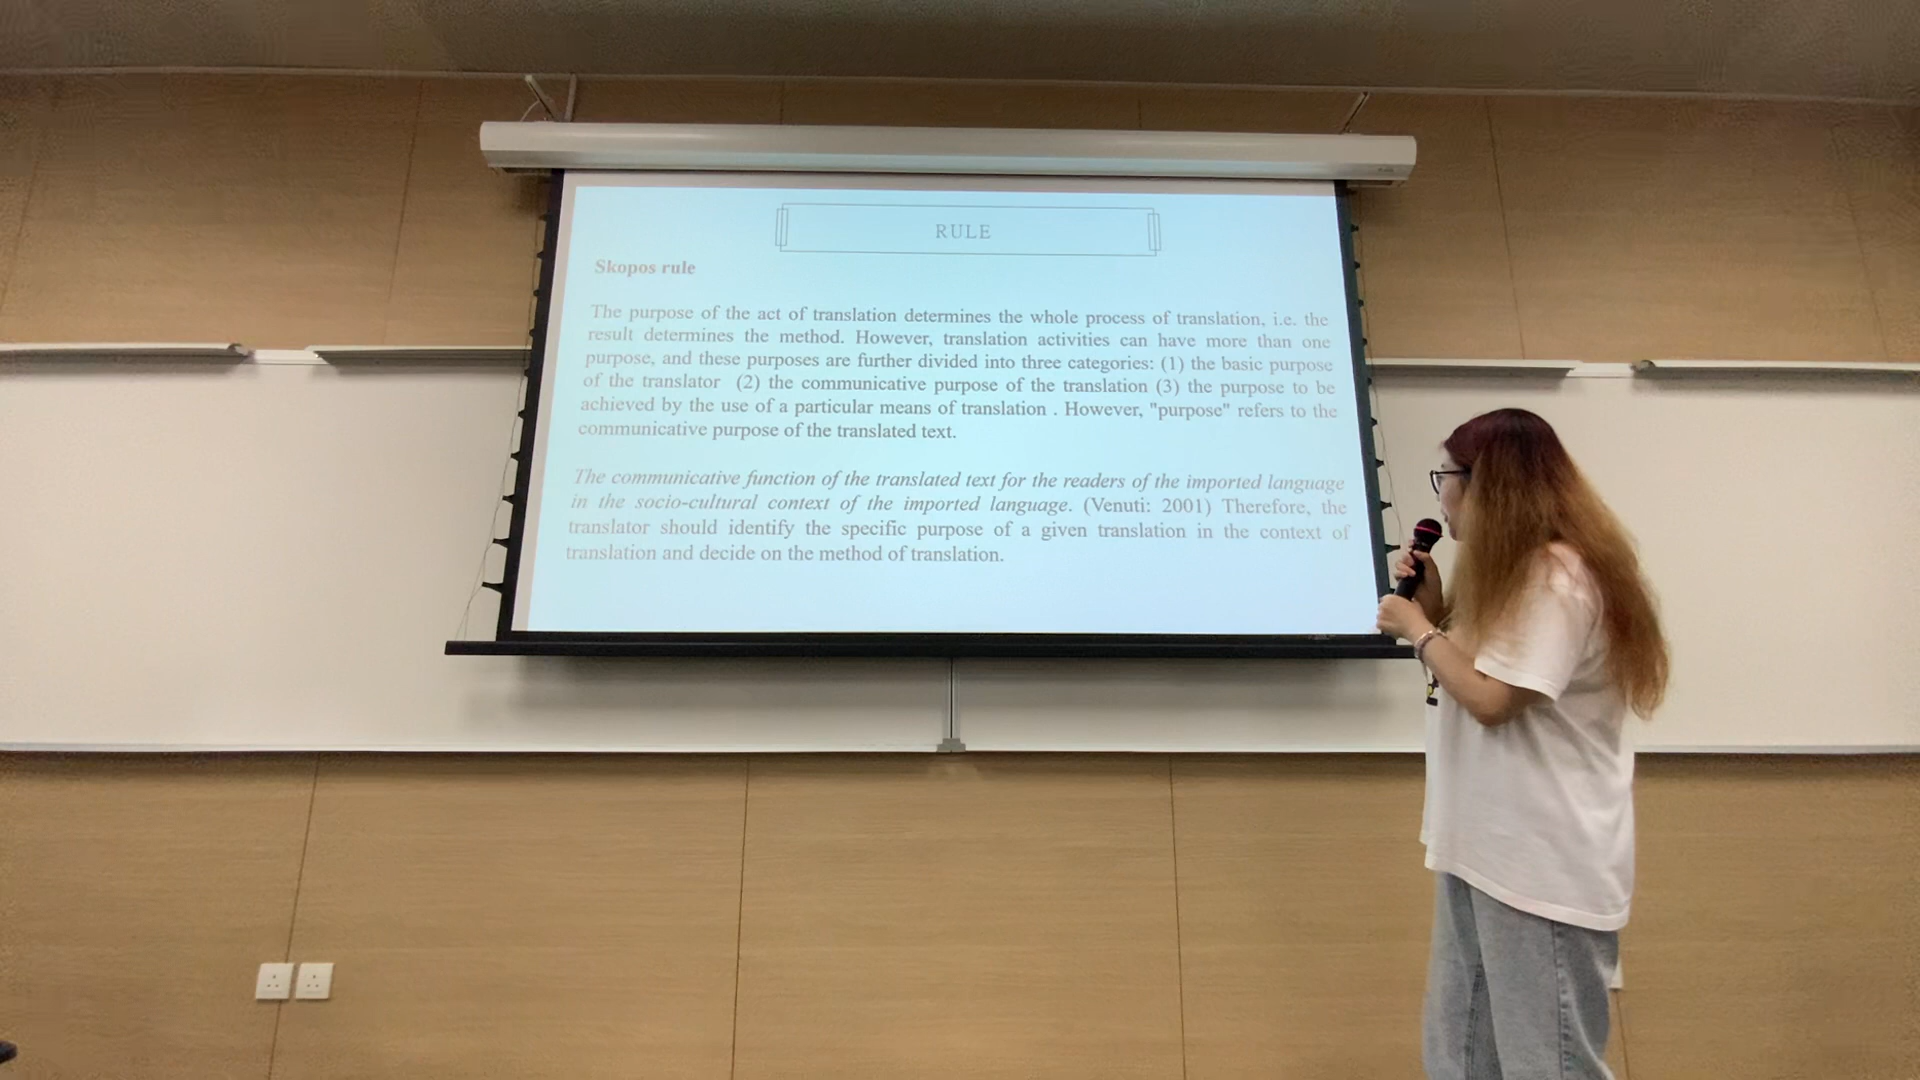 RULE
Skopos rule
The purpose of the act of translation determines the whole process of translation, i.e. the
result determines the method. However, translation activities can have more than one
purpose, and these purposes are further divided into three categories: (1) the basic purpose
of the translator (2) the communicative purpose of the translation (3) the purpose to be
achieved by the use of a particular means of translation . However, "purpose" refers to the
communicative purpose of the translated text.
The communicative function of the translated text for the readers of the imported language
in the socio-cultural context of the imported language. (Venuti: 2001) Therefore, the
translator should identify the specific purpose of a given translation in the context of
translation and decide on the method of translation.